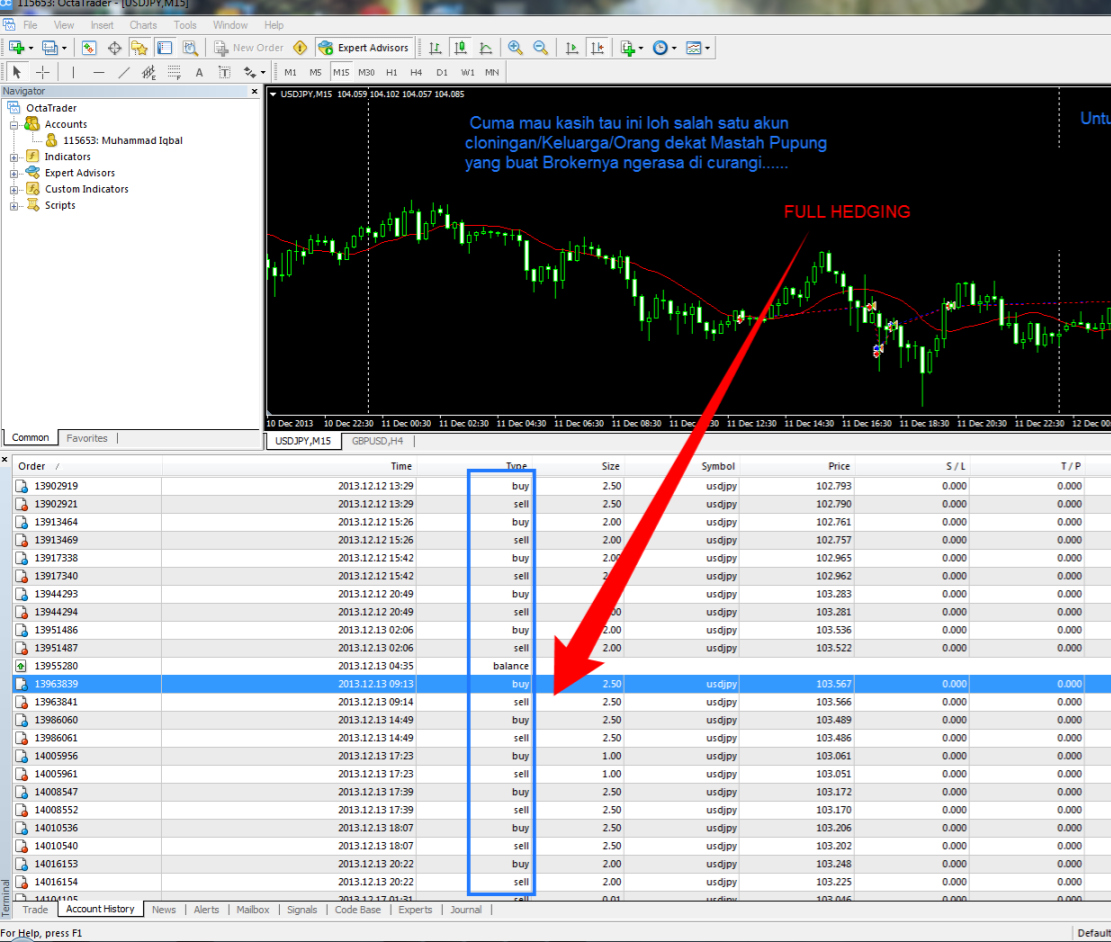 115653: OctaTrader - [USDJPY,M15]
File View Insert Charts Tools Window Help
New Order Expert Advisors
A T M1 M5 M15 M30 H1 H4 D1 W1 MN
Navigator
OctaTrader
Accounts
115653: Muhammad Iqbal
Indicators
Expert Advisors
Custom Indicators
Scripts
Common Favorites
USDJPY,M15 104.059 104.102 104.057 104.085
Cuma mau kasih tau ini loh salah satu akun
cloningan/Keluarga/Orang dekat Mastah Pupung
yang buat Brokernya ngerasa di curangi......
FULL HEDGING
10 Dec 2013 10 Dec 22:30 11 Dec 00:30 11 Dec 02:30 11 Dec 04:30 11 Dec 06:30 11 Dec 08:30 11 Dec 12:30 11 Dec 14:30 11 Dec 16:30 11 Dec 18:30 11 Dec 20:30 11 Dec 22:30
USDJPY,M15 GBPUSD,H4
Order / Time Type Size Symbol Price S / L T / P
13902919 2013.12.12 13:29 buy 2.50 usdjpy 102.793 0.000 0.000
13902921 2013.12.12 13:29 sell 2.50 usdjpy 102.790 0.000 0.000
13913464 2013.12.12 15:26 buy 2.00 usdjpy 102.761 0.000 0.000
13913469 2013.12.12 15:26 sell 2.00 usdjpy 102.757 0.000 0.000
13917338 2013.12.12 15:42 buy 2.00 usdjpy 102.965 0.000 0.000
13917340 2013.12.12 15:42 sell usdjpy 102.962 0.000 0.000
13944293 2013.12.12 20:49 buy usdjpy 103.283 0.000 0.000
13944294 2013.12.12 20:49 sell usdjpy 103.281 0.000 0.000
13951486 2013.12.13 02:06 buy 2.00 usdjpy 103.536 0.000 0.000
13951487 2013.12.13 02:06 sell 2.00 usdjpy 103.522 0.000 0.000
13955280 2013.12.13 04:35 balance
13963839 2013.12.13 09:13 buy 2.50 usdjpy 103.567 0.000 0.000
13963841 2013.12.13 09:14 sell 2.50 usdjpy 103.566 0.000 0.000
13986060 2013.12.13 14:49 buy 2.50 usdjpy 103.489 0.000 0.000
13986061 2013.12.13 14:49 sell 2.50 usdjpy 103.486 0.000 0.000
14005956 2013.12.13 17:23 buy 1.00 usdjpy 103.061 0.000 0.000
14005961 2013.12.13 17:23 sell 1.00 usdjpy 103.051 0.000 0.000
14008547 2013.12.13 17:39 buy 2.50 usdjpy 103.172 0.000 0.000
14008552 2013.12.13 17:39 sell 2.50 usdjpy 103.170 0.000 0.000
14010536 2013.12.13 18:07 buy 2.50 usdjpy 103.206 0.000 0.000
14010540 2013.12.13 18:07 sell 2.50 usdjpy 103.202 0.000 0.000
14016153 2013.12.13 20:22 buy 2.00 usdjpy 103.248 0.000 0.000
14016154 2013.12.13 20:22 sell 2.00 usdjpy 103.225 0.000 0.000
14104105 2013.12.17 01:31 sell 0.01 usdjpy 103.046 0.000 0.000
Terminal
Trade Account History News Alerts Mailbox Signals Code Base Experts Journal
For Help, press F1
Default